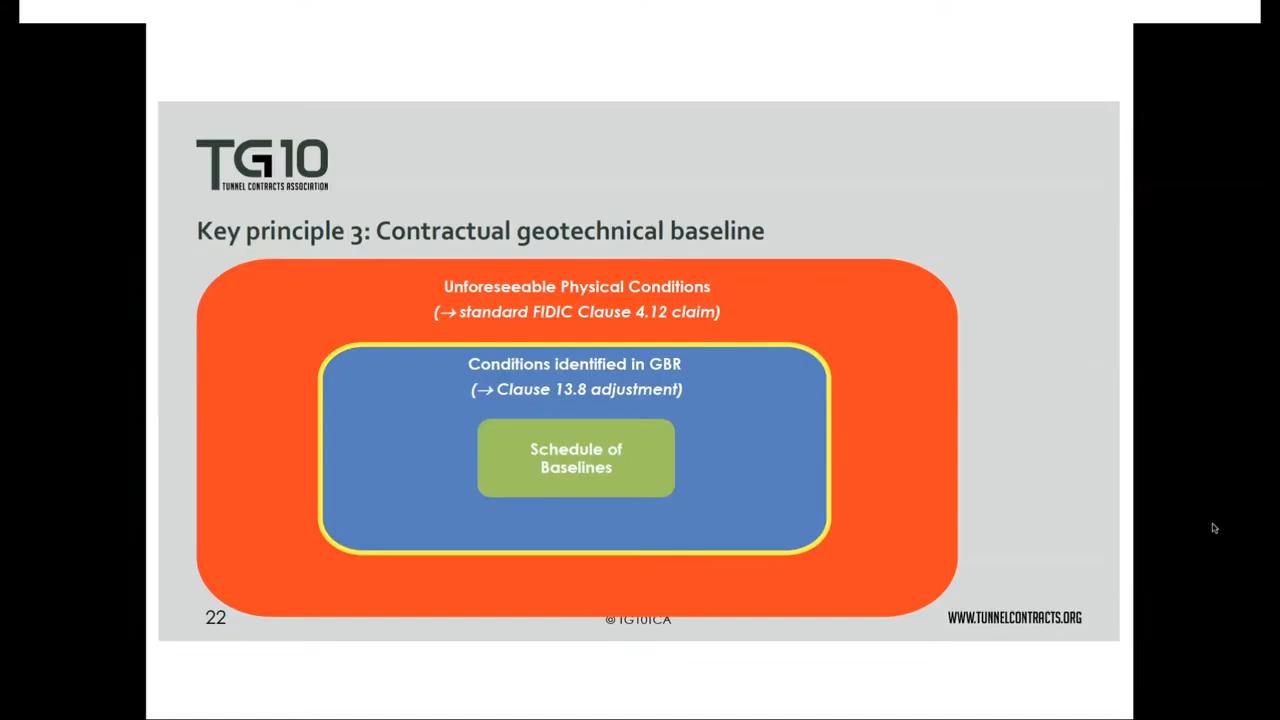 TG10
TUNNEL CONTRACTS ASSOCIATION
Key principle 3: Contractual geotechnical baseline
Unforeseeable Physical Conditions
(→ standard FIDIC Clause 4.12 claim)
Conditions identified in GBR
(→ Clause 13.8 adjustment)
Schedule of
Baselines
22
© TG10TCA
WWW.TUNNELCONTRACTS.ORG